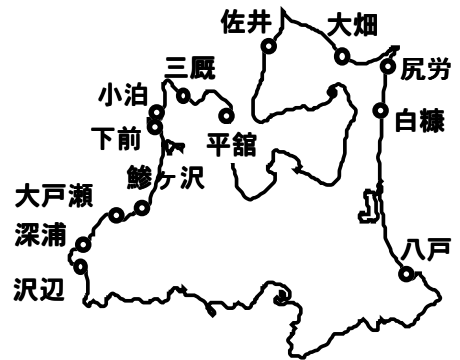 佐井
大畑
三厩
尻労
小泊
白糠
下前
平舘
鰺ヶ沢
大戸瀬
深浦
八戸
沢辺